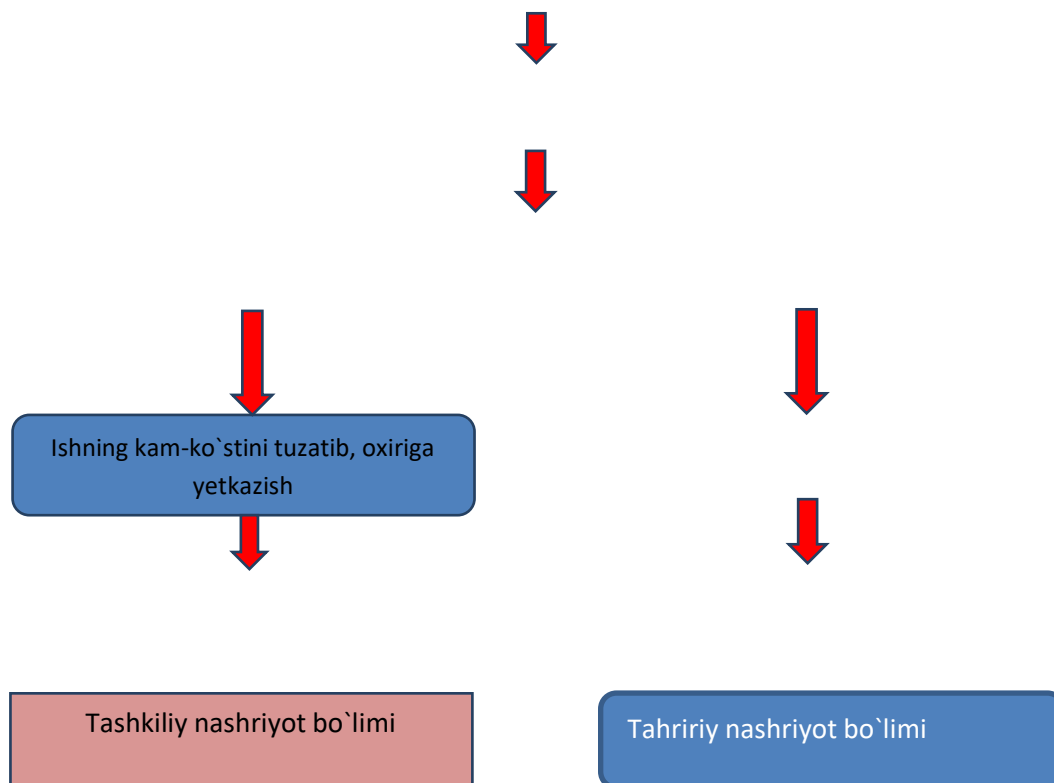 Ishning kam-ko`stini tuzatib, oxiriga
yetkazish
Tashkiliy nashriyot bo`limi
Tahririy nashriyot bo`limi